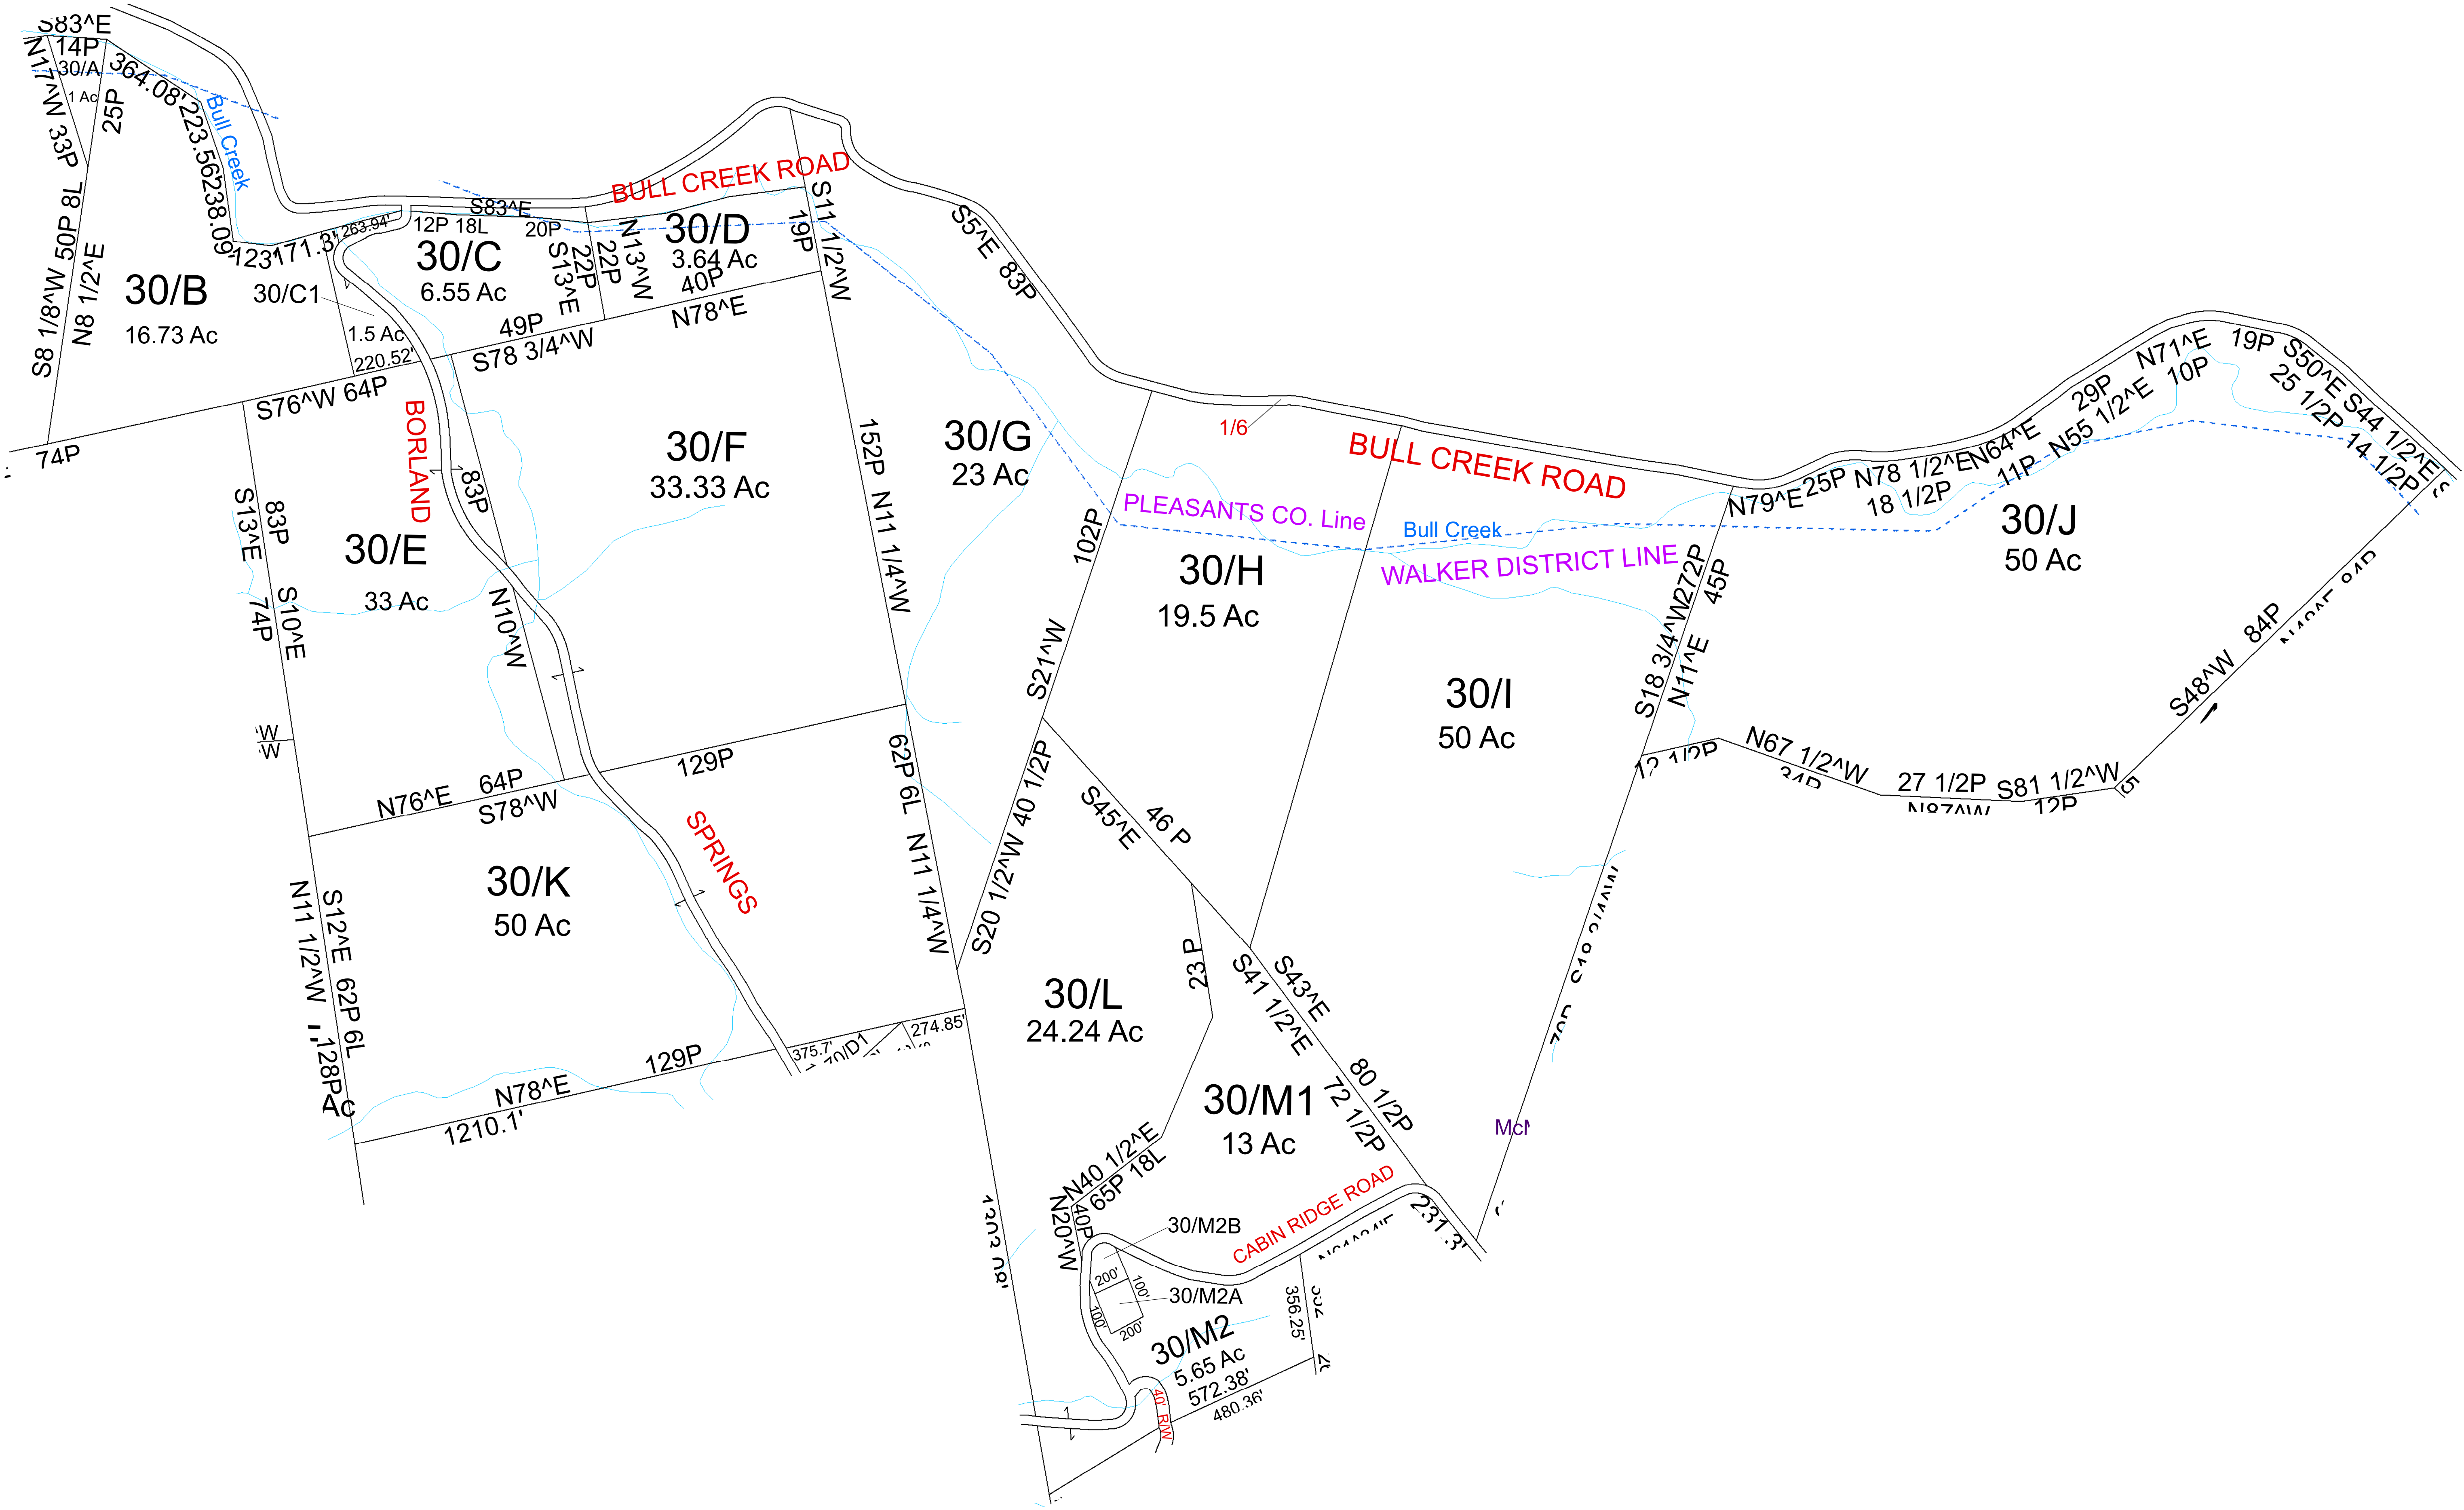 S83^E
14P
30/A
1 Ac
N17^W 33P
25P
364.08'
223.56'
238.09'
Bull Creek
S8 1/8^W 50P 8L
N8 1/2^E
30/B
16.73 Ac
123'
171.3'
263.94'
30/C1
1.5 Ac
220.52'
S83^E
12P 18L
20P
30/C
6.55 Ac
S13^E
22P
22P
N13^W
BULL CREEK ROAD
30/D
3.64 Ac
40P
N78^E
19P
S11 1/2^W
49P
S78 3/4^W
S76^W 64P
74P
BORLAND
S5^E 83P
30/E
33 Ac
83P
S13^E
74P
S10^E
83P
N10^W
30/F
33.33 Ac
152P N11 1/4^W
30/G
23 Ac
1/6
BULL CREEK ROAD
PLEASANTS CO. Line
Bull Creek
WALKER DISTRICT LINE
102P
S21^W
30/H
19.5 Ac
30/I
50 Ac
S18 3/4^W
272P
45P
N11^E
N79^E
25P
N78 1/2^E
18 1/2P
N64^E
11P
N55 1/2^E
29P
N71^E
10P
19P
S50^E
25 1/2P
S44 1/2^E
14 1/2P
30/J
50 Ac
84P
S48^W
12 1/2P
N67 1/2^W
34P
27 1/2P
N87^W
S81 1/2^W
12P
^W
^W
N76^E
64P
S78^W
129P
SPRINGS
30/K
50 Ac
62P 6L N11 1/4^W
N11 1/2^W
128P
Ac
S12^E 62P 6L
N78^E
129P
1210.1'
375.7'
70/D1
274.85'
S20 1/2^W 40 1/2P
S45^E
46 P
23 P
30/L
24.24 Ac
S43^E
S41 1/2^E
80 1/2P
72 1/2P
30/M1
13 Ac
N40 1/2^E
65P 18L
N20^W
40P
1303.08'
30/M2B
CABIN RIDGE ROAD
231.3'
200'
100'
30/M2A
100'
200'
30/M2
5.65 Ac
572.38'
480.36'
356.25'
40' R/W